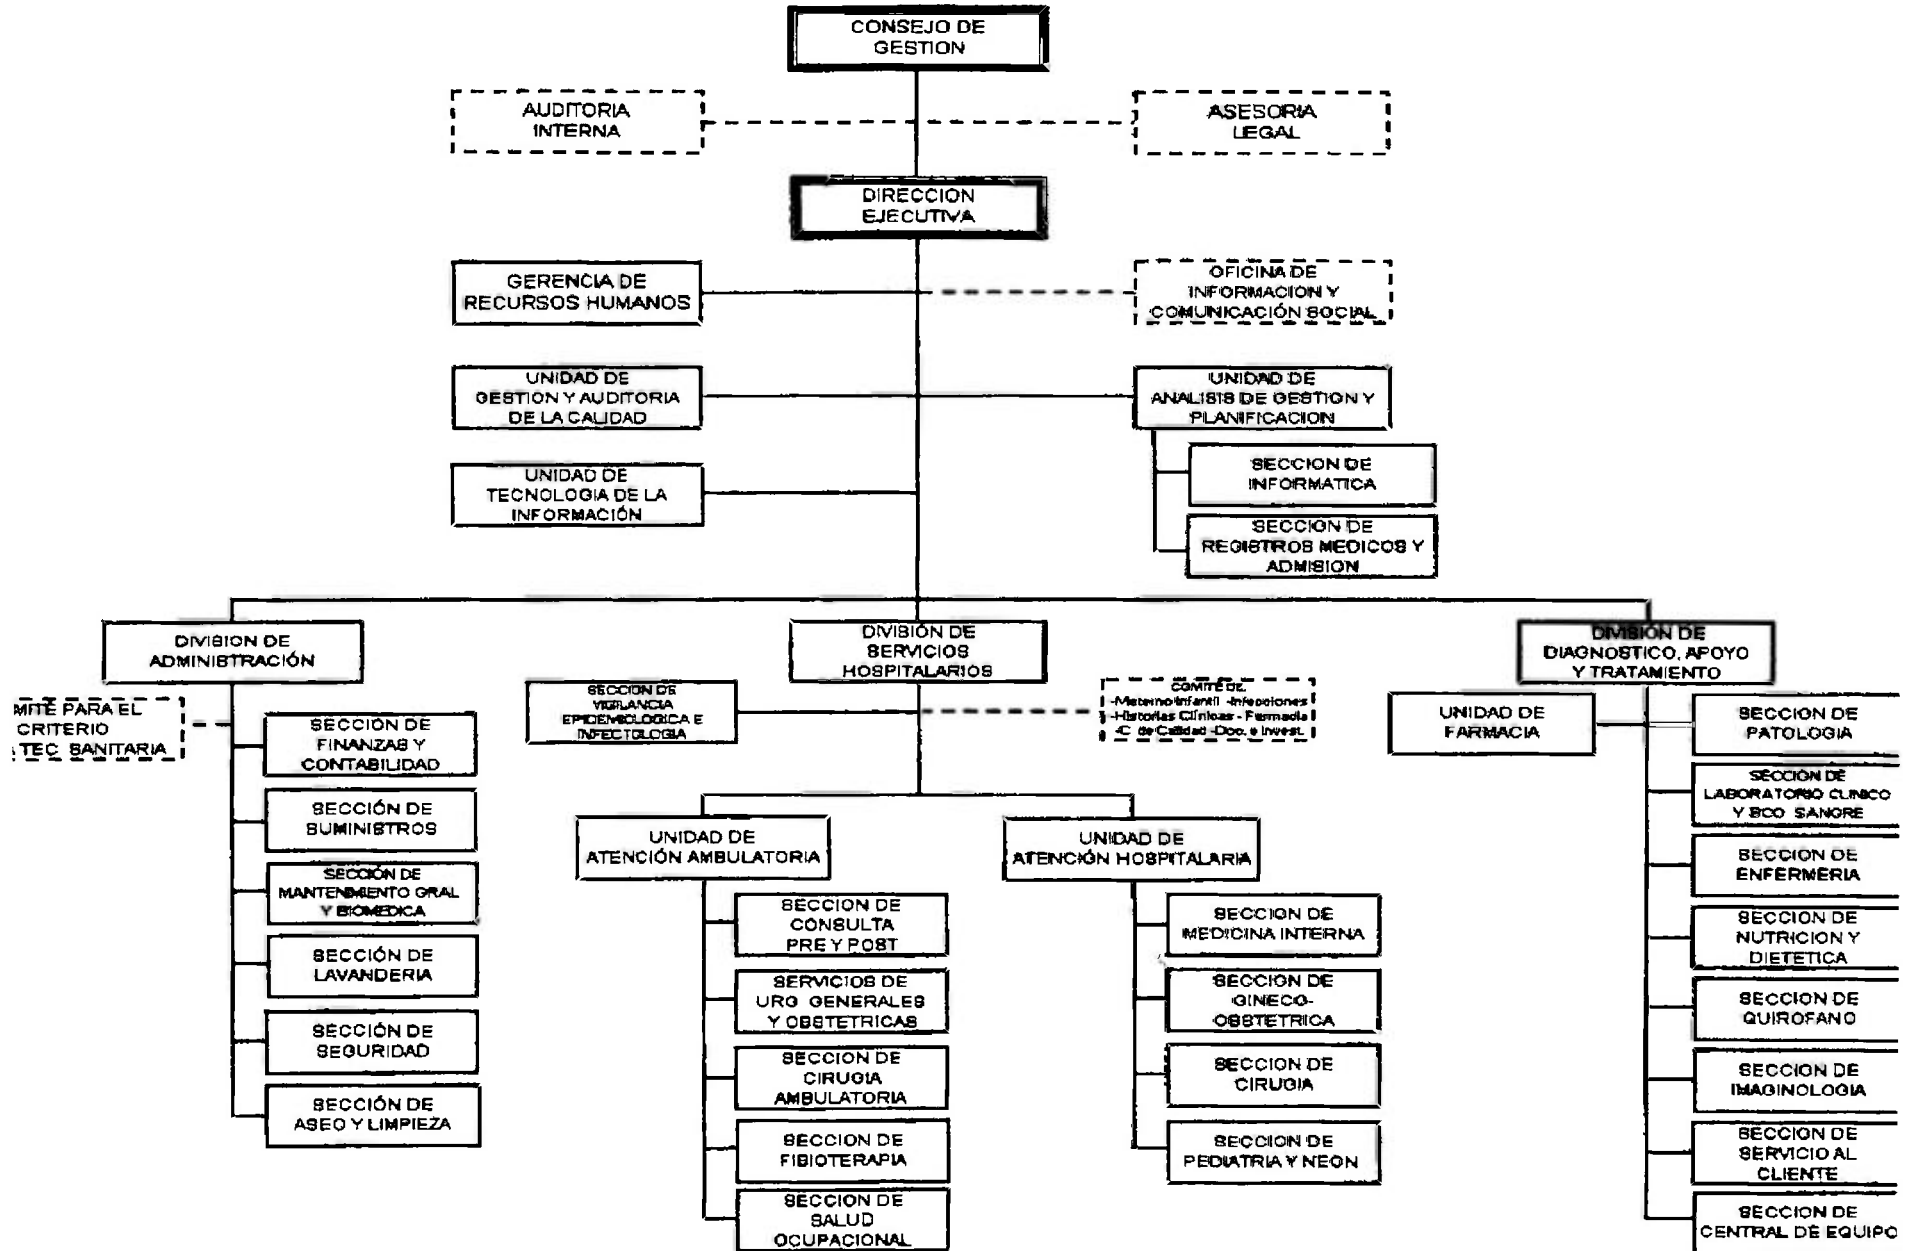 CONSEJO DE
GESTION
AUDITORIA
INTERNA
ASESORIA
LEGAL
DIRECCION
EJECUTIVA
GERENCIA DE
RECURSOS HUMANOS
OFICINA DE
INFORMACION Y
COMUNICACIÓN SOCIAL
UNIDAD DE
GESTION Y AUDITORIA
DE LA CALIDAD
UNIDAD DE
ANALISIS DE GESTION Y
PLANIFICACION
SECCION DE
INFORMATICA
UNIDAD DE
TECNOLOGIA DE LA
INFORMACIÓN
SECCION DE
REGISTROS MEDICOS Y
ADMISION
DIVISION DE
ADMINISTRACIÓN
DIVISIÓN DE
SERVICIOS
HOSPITALARIOS
DIVISIÓN DE
DIAGNOSTICO, APOYO
Y TRATAMIENTO
MITÉ PARA EL
CRITERIO
TEC. SANITARIA
SECCIÓN DE
FINANZAS Y
CONTABILIDAD
SECCIÓN DE
SUMINISTROS
SECCIÓN DE
MANTENIMIENTO GRAL
Y BIOMEDICA
SECCIÓN DE
LAVANDERIA
SECCIÓN DE
SEGURIDAD
SECCIÓN DE
ASEO Y LIMPIEZA
SECCION DE
VIGILANCIA
EPIDEMIOLOGICA E
INFECTOLOGIA
COMITÉ DE:
-Materno Infantil -Infecciones
-Historias Clínicas - Farmacia
-C. de Calidad -Doc. e Invest.
UNIDAD DE
ATENCIÓN AMBULATORIA
SECCION DE
CONSULTA
PRE Y POST
SERVICIOS DE
URG GENERALES
Y OBSTETRICAS
SECCION DE
CIRUGIA
AMBULATORIA
SECCION DE
FISIOTERAPIA
SECCION DE
SALUD
OCUPACIONAL
UNIDAD DE
ATENCIÓN HOSPITALARIA
SECCION DE
MEDICINA INTERNA
SECCION DE
GINECO-
OBSTETRICA
SECCION DE
CIRUGIA
SECCION DE
PEDIATRIA Y NEON
UNIDAD DE
FARMACIA
SECCION DE
PATOLOGIA
SECCION DE
LABORATORIO CLINICO
Y BCO SANGRE
SECCION DE
ENFERMERIA
SECCION DE
NUTRICION Y
DIETETICA
SECCION DE
QUIROFANO
SECCION DE
IMAGINOLOGIA
SECCION DE
SERVICIO AL
CLIENTE
SECCION DE
CENTRAL DE EQUIPO